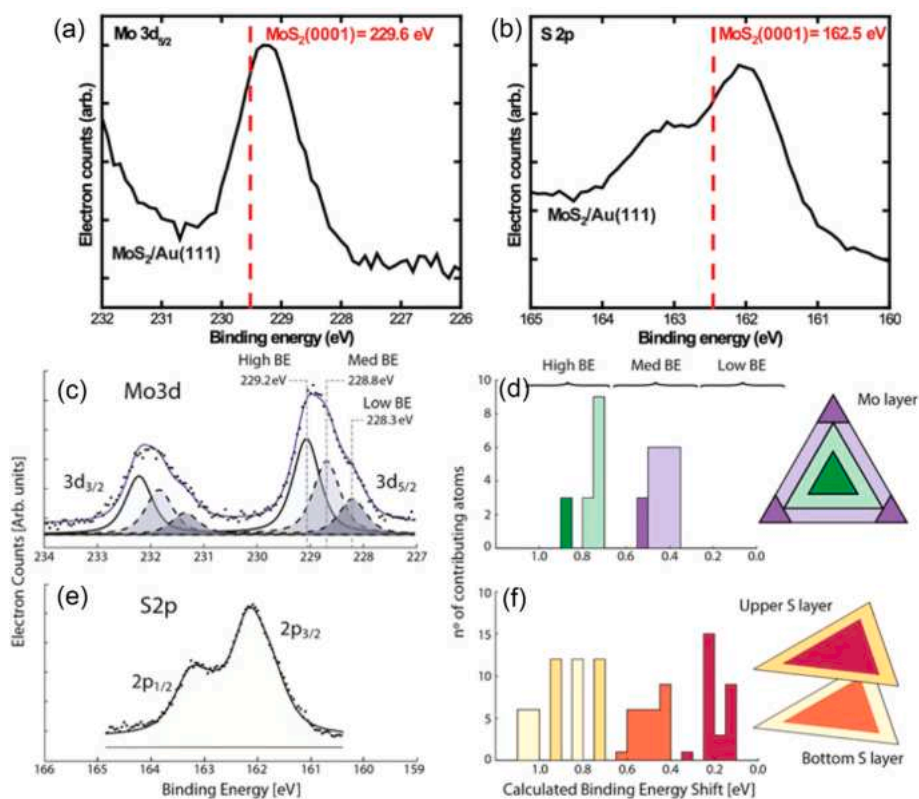 (a)
Mo 3d5/2
MoS2(0001) = 229.6 eV
Electron counts (arb.)
MoS2/Au(111)
232 231 230 229 228 227 226
Binding energy (eV)
(b)
S 2p
MoS2(0001) = 162.5 eV
Electron counts (arb.)
MoS2/Au(111)
165 164 163 162 161 160
Binding energy (eV)
(c)
Mo3d
High BE
229.2eV
Med BE
228.8eV
Low BE
228.3eV
3d3/2
3d5/2
Electron Counts [Arb. units]
234 233 232 231 230 229 228 227
(d)
High BE
Med BE
Low BE
Mo layer
10
8
6
4
2
0
1.0 0.8 0.6 0.4 0.2 0.0
nº of contributing atoms
(e)
S2p
2p3/2
2p1/2
166 165 164 163 162 161 160 159
Binding Energy [eV]
(f)
Upper S layer
Bottom S layer
15
10
5
0
1.0 0.8 0.6 0.4 0.2 0.0
Calculated Binding Energy Shift [eV]